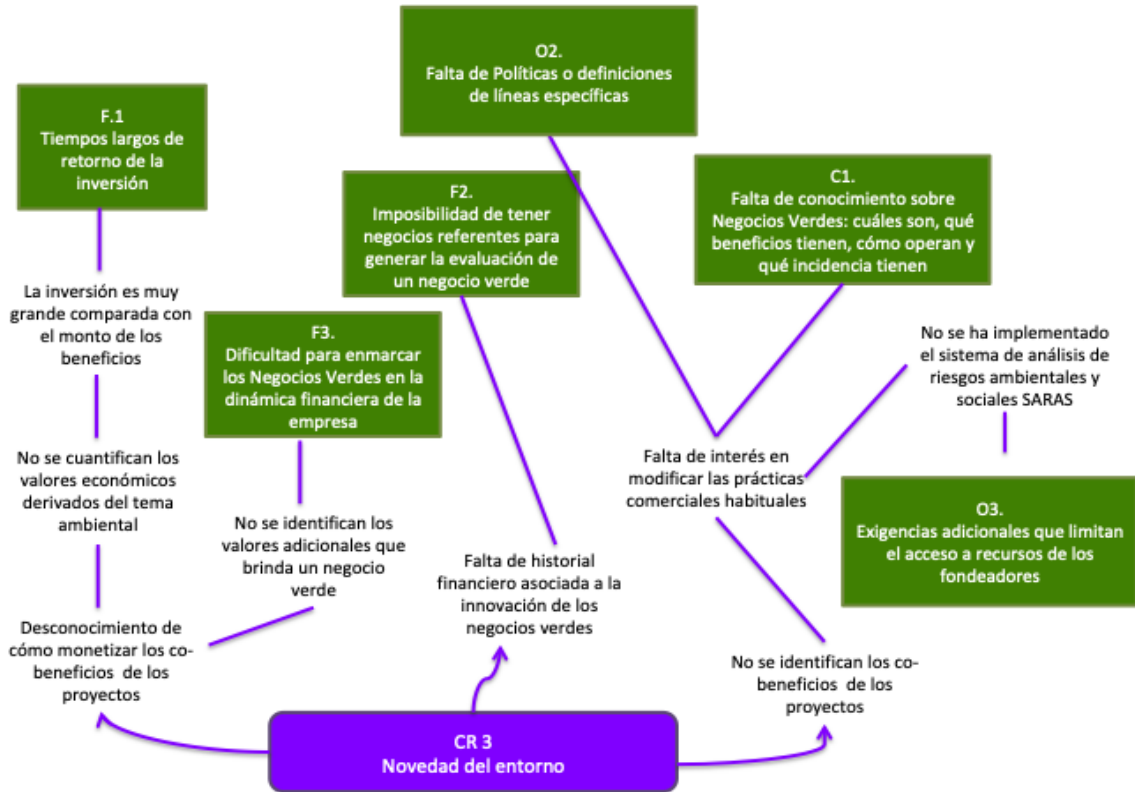 O2.
Falta de Políticas o definiciones
de líneas específicas
F.1
Tiempos largos de
retorno de la
inversión
F2.
Imposibilidad de tener
negocios referentes para
generar la evaluación de
un negocio verde
C1.
Falta de conocimiento sobre
Negocios Verdes: cuáles son, qué
beneficios tienen, cómo operan y
qué incidencia tienen
La inversión es muy
grande comparada con
el monto de los
beneficios
F3.
Dificultad para enmarcar
los Negocios Verdes en la
dinámica financiera de la
empresa
No se ha implementado
el sistema de análisis de
riesgos ambientales y
sociales SARAS
No se cuantifican los
valores económicos
derivados del tema
ambiental
Falta de interés en
modificar las prácticas
comerciales habituales
O3.
Exigencias adicionales que limitan
el acceso a recursos de los
fondeadores
No se identifican los
valores adicionales que
brinda un negocio
verde
Falta de historial
financiero asociada a la
innovación de los
negocios verdes
Desconocimiento de
cómo monetizar los co-
beneficios de los
proyectos
No se identifican los co-
beneficios de los
proyectos
CR 3
Novedad del entorno